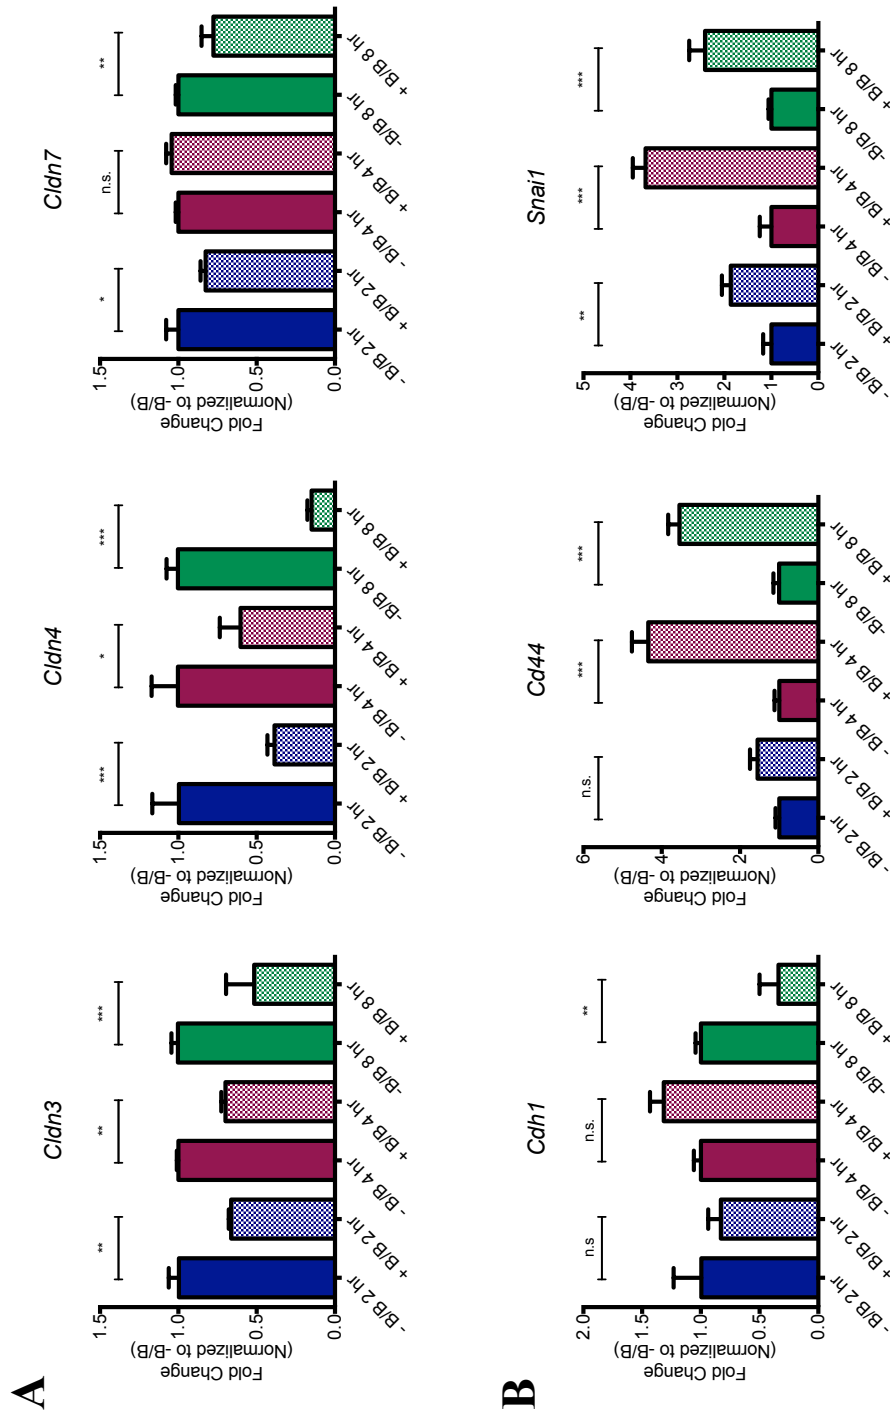 A
Cldn3
Fold Change
(Normalized to -B/B)
1.5
1.0
0.5
0.0
**
**
***
- B/B 2 hr
+ B/B 2 hr
- B/B 4 hr
+ B/B 4 hr
-B/B 8 hr
+ B/B 8 hr
Cldn4
Fold Change
(Normalized to -B/B)
1.5
1.0
0.5
0.0
***
*
***
- B/B 2 hr
+ B/B 2 hr
- B/B 4 hr
+ B/B 4 hr
-B/B 8 hr
+ B/B 8 hr
Cldn7
Fold Change
(Normalized to -B/B)
1.5
1.0
0.5
0.0
*
n.s.
**
- B/B 2 hr
+ B/B 2 hr
- B/B 4 hr
+ B/B 4 hr
-B/B 8 hr
+ B/B 8 hr
B
Cdh1
Fold Change
(Normalized to -B/B)
2.0
1.5
1.0
0.5
0.0
n.s
n.s.
**
- B/B 2 hr
+ B/B 2 hr
- B/B 4 hr
+ B/B 4 hr
-B/B 8 hr
+ B/B 8 hr
Cd44
Fold Change
(Normalized to -B/B)
6
4
2
0
n.s.
***
***
- B/B 2 hr
+ B/B 2 hr
- B/B 4 hr
+ B/B 4 hr
-B/B 8 hr
+ B/B 8 hr
Snai1
Fold Change
(Normalized to -B/B)
5
4
3
2
1
0
**
***
***
- B/B 2 hr
+ B/B 2 hr
- B/B 4 hr
+ B/B 4 hr
-B/B 8 hr
+ B/B 8 hr